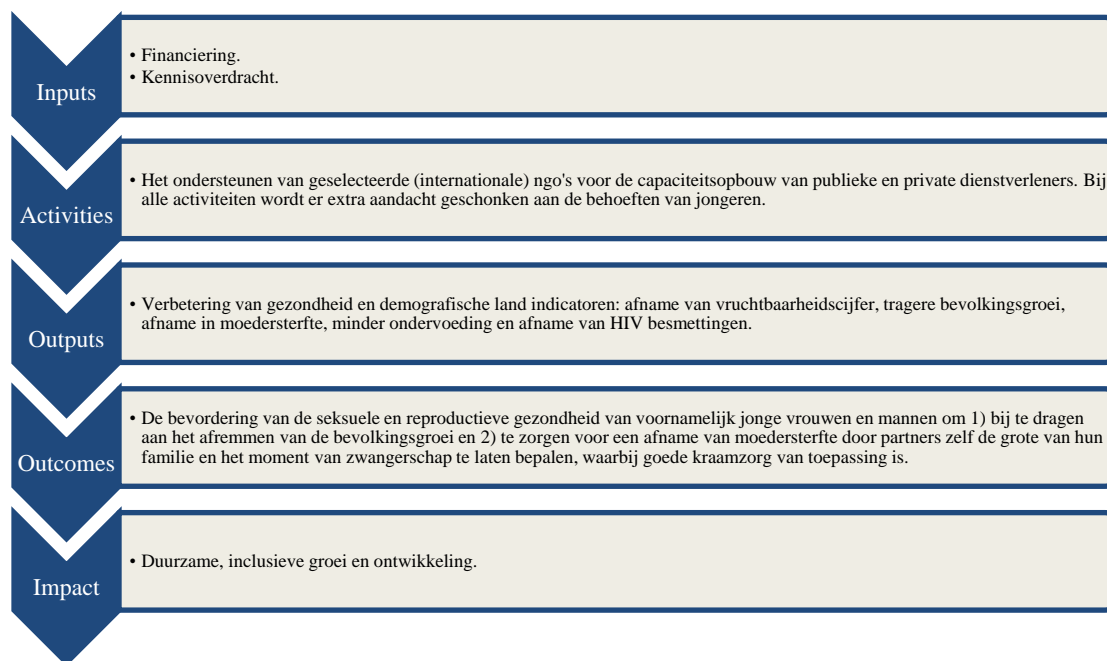 Inputs
• Financiering.
• Kennisoverdracht.
Activities
• Het ondersteunen van geselecteerde (internationale) ngo's voor de capaciteitsopbouw van publieke en private dienstverleners. Bij
alle activiteiten wordt er extra aandacht geschonken aan de behoeften van jongeren.
Outputs
• Verbetering van gezondheid en demografische land indicatoren: afname van vruchtbaarheidscijfer, tragere bevolkingsgroei,
afname in moedersterfte, minder ondervoeding en afname van HIV besmettingen.
Outcomes
• De bevordering van de seksuele en reproductieve gezondheid van voornamelijk jonge vrouwen en mannen om 1) bij te dragen
aan het afremmen van de bevolkingsgroei en 2) te zorgen voor een afname van moedersterfte door partners zelf de grote van hun
familie en het moment van zwangerschap te laten bepalen, waarbij goede kraamzorg van toepassing is.
Impact
• Duurzame, inclusieve groei en ontwikkeling.